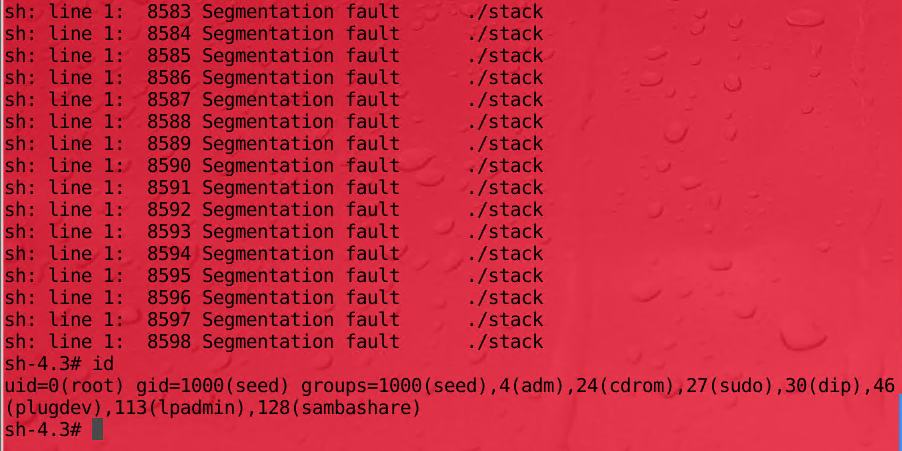 sh: line 1:  8583 Segmentation fault      ./stack
sh: line 1:  8584 Segmentation fault      ./stack
sh: line 1:  8585 Segmentation fault      ./stack
sh: line 1:  8586 Segmentation fault      ./stack
sh: line 1:  8587 Segmentation fault      ./stack
sh: line 1:  8588 Segmentation fault      ./stack
sh: line 1:  8589 Segmentation fault      ./stack
sh: line 1:  8590 Segmentation fault      ./stack
sh: line 1:  8591 Segmentation fault      ./stack
sh: line 1:  8592 Segmentation fault      ./stack
sh: line 1:  8593 Segmentation fault      ./stack
sh: line 1:  8594 Segmentation fault      ./stack
sh: line 1:  8595 Segmentation fault      ./stack
sh: line 1:  8596 Segmentation fault      ./stack
sh: line 1:  8597 Segmentation fault      ./stack
sh: line 1:  8598 Segmentation fault      ./stack
sh-4.3# id
uid=0(root) gid=1000(seed) groups=1000(seed),4(adm),24(cdrom),27(sudo),30(dip),46
(plugdev),113(lpadmin),128(sambashare)
sh-4.3#